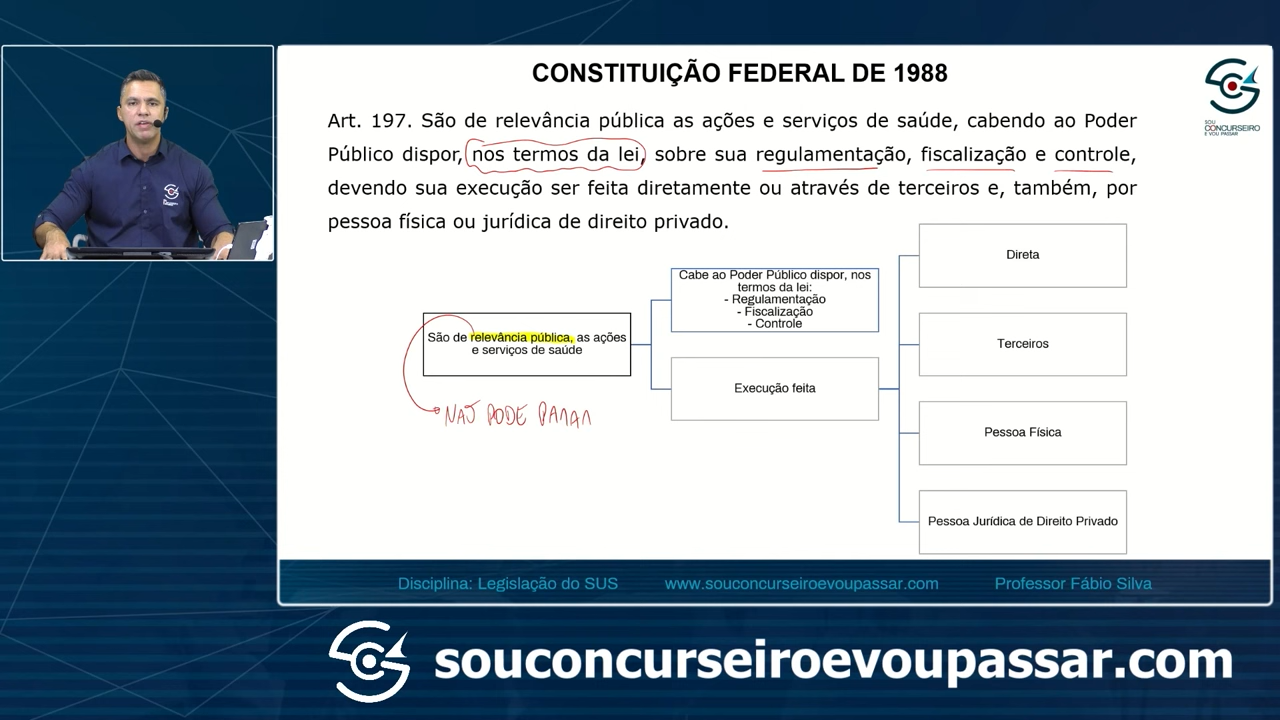 CONSTITUIÇÃO FEDERAL DE 1988
SOU
CONCURSEIRO
E VOU PASSAR
Art. 197. São de relevância pública as ações e serviços de saúde, cabendo ao Poder
Público dispor, nos termos da lei, sobre sua regulamentação, fiscalização e controle,
devendo sua execução ser feita diretamente ou através de terceiros e, também, por
pessoa física ou jurídica de direito privado.
São de relevância pública, as ações
e serviços de saúde
NAO PODE PARAR
Cabe ao Poder Público dispor, nos
termos da lei:
- Regulamentação
- Fiscalização
- Controle
Execução feita
Direta
Terceiros
Pessoa Física
Pessoa Jurídica de Direito Privado
Disciplina: Legislação do SUS www.souconcurseiroevoupassar.com Professor Fábio Silva
souconcurseiroevoupassar.com